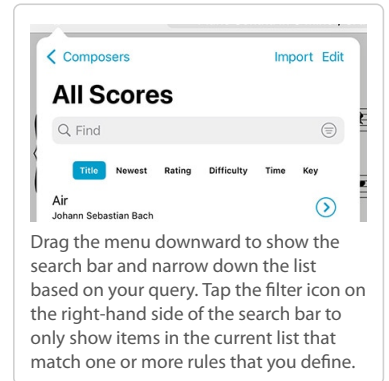 Composers Import Edit
All Scores
Find
Title Newest Rating Difficulty Time Key
Air
Johann Sebastian Bach
Drag the menu downward to show the
search bar and narrow down the list
based on your query. Tap the filter icon on
the right-hand side of the search bar to
only show items in the current list that
match one or more rules that you define.